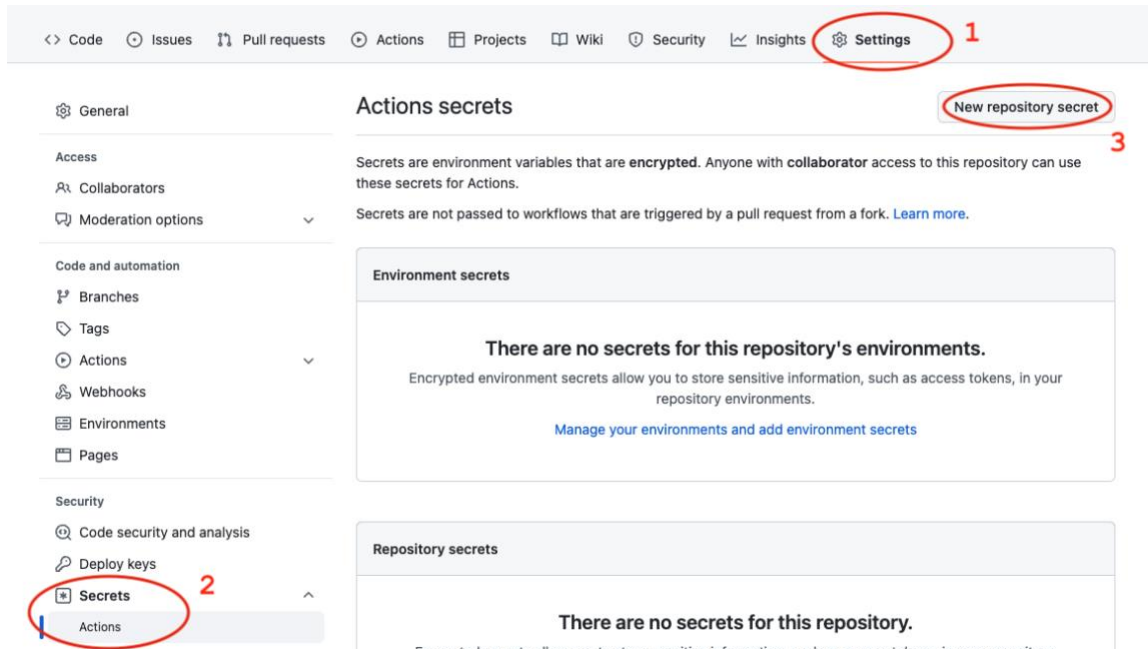 <> Code Issues Pull requests Actions Projects Wiki Security Insights Settings 1
General
Access
Collaborators
Moderation options
Code and automation
Branches
Tags
Actions
Webhooks
Environments
Pages
Security
Code security and analysis
Deploy keys
Secrets 2
Actions
Actions secrets
New repository secret
3
Secrets are environment variables that are encrypted. Anyone with collaborator access to this repository can use
these secrets for Actions.
Secrets are not passed to workflows that are triggered by a pull request from a fork. Learn more.
Environment secrets
There are no secrets for this repository's environments.
Encrypted environment secrets allow you to store sensitive information, such as access tokens, in your
repository environments.
Manage your environments and add environment secrets
Repository secrets
There are no secrets for this repository.